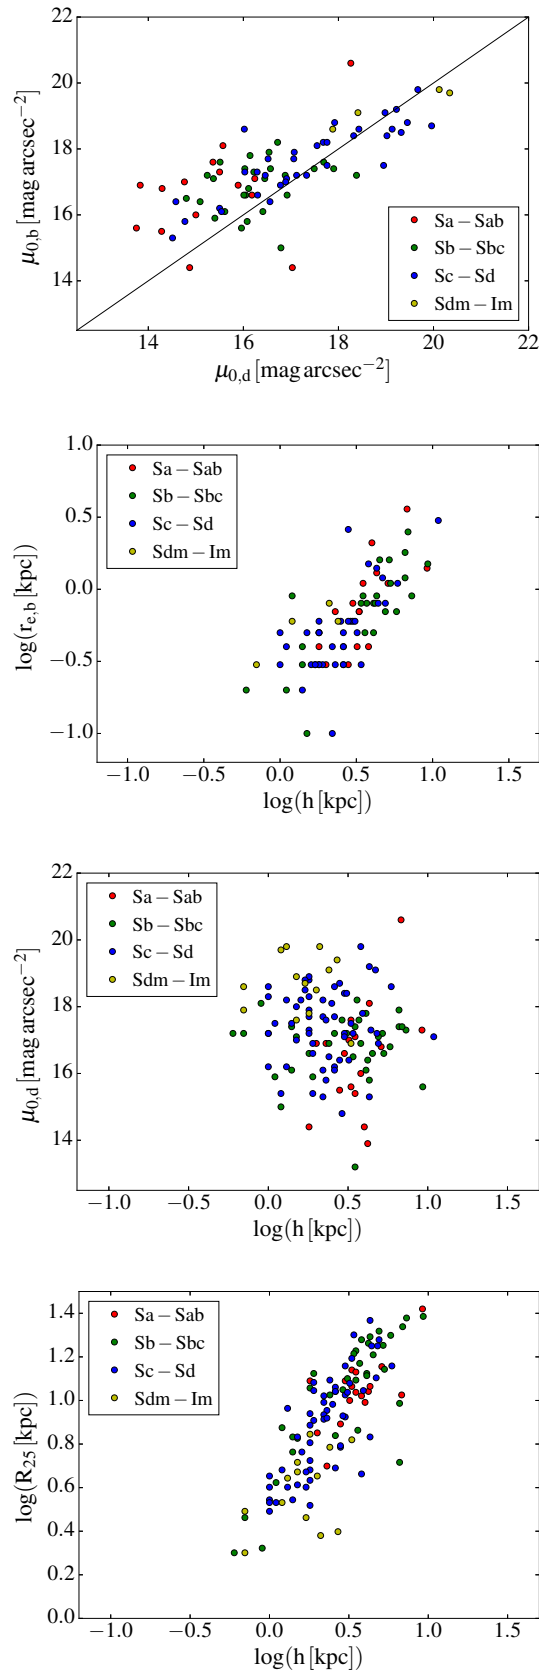 22
20
18
16
14
μ0,b [mag arcsec−2]
Sa − Sab
Sb − Sbc
Sc − Sd
Sdm − Im
14 16 18 20 22
μ0,d [mag arcsec−2]
1.0
0.5
0.0
−0.5
−1.0
log(re,b) [kpc]
Sa − Sab
Sb − Sbc
Sc − Sd
Sdm − Im
−1.0 −0.5 0.0 0.5 1.0 1.5
log(h [kpc])
22
20
18
16
14
μ0,d [mag arcsec−2]
Sa − Sab
Sb − Sbc
Sc − Sd
Sdm − Im
−1.0 −0.5 0.0 0.5 1.0 1.5
log(h [kpc])
1.4
1.2
1.0
0.8
0.6
0.4
0.2
0.0
log(R25 [kpc])
Sa − Sab
Sb − Sbc
Sc − Sd
Sdm − Im
−1.0 −0.5 0.0 0.5 1.0 1.5
log(h [kpc])